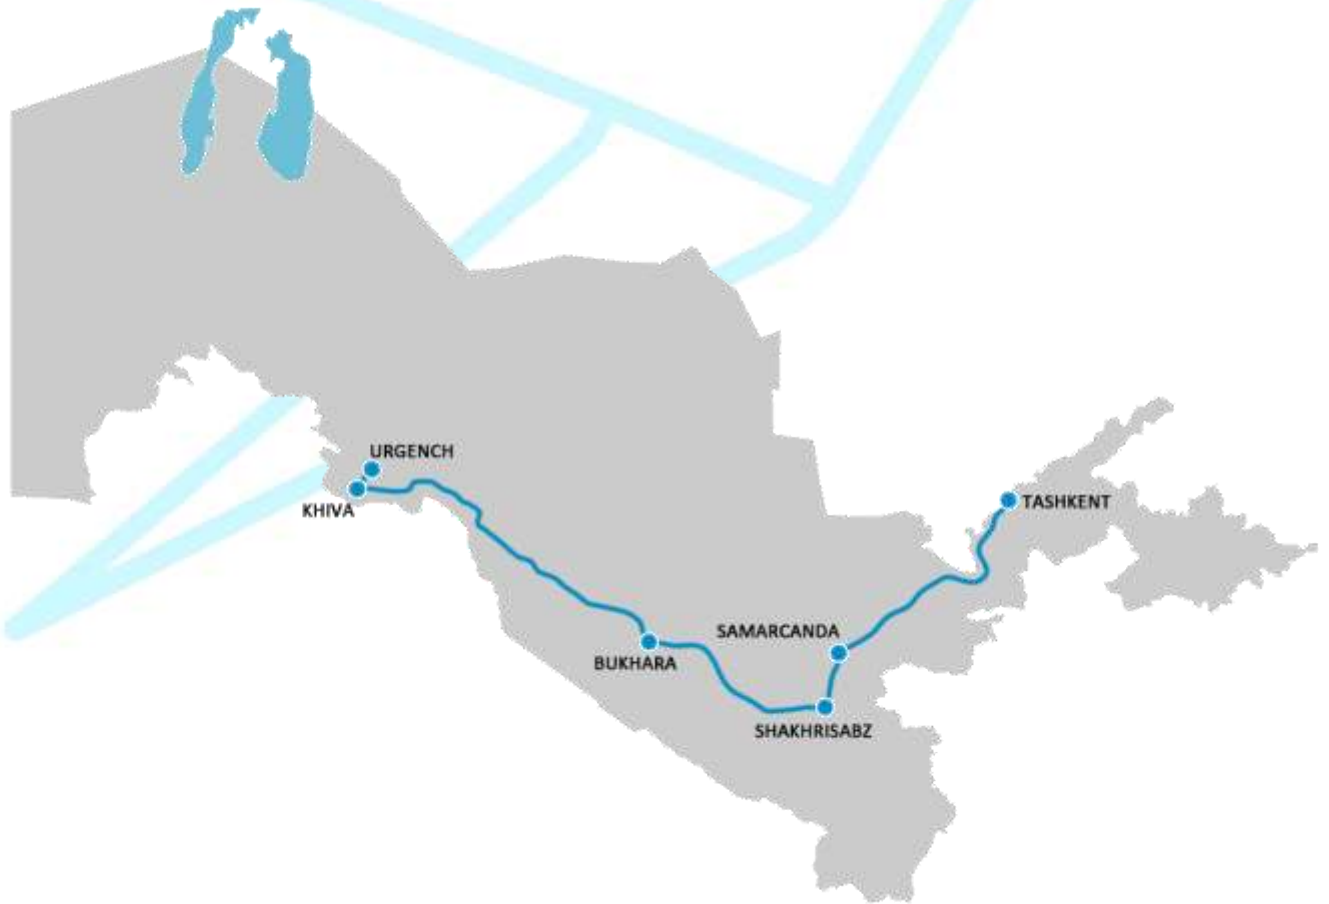 URGENCH
KHIVA
TASHKENT
SAMARCANDA
BUKHARA
SHAKHRISABZ